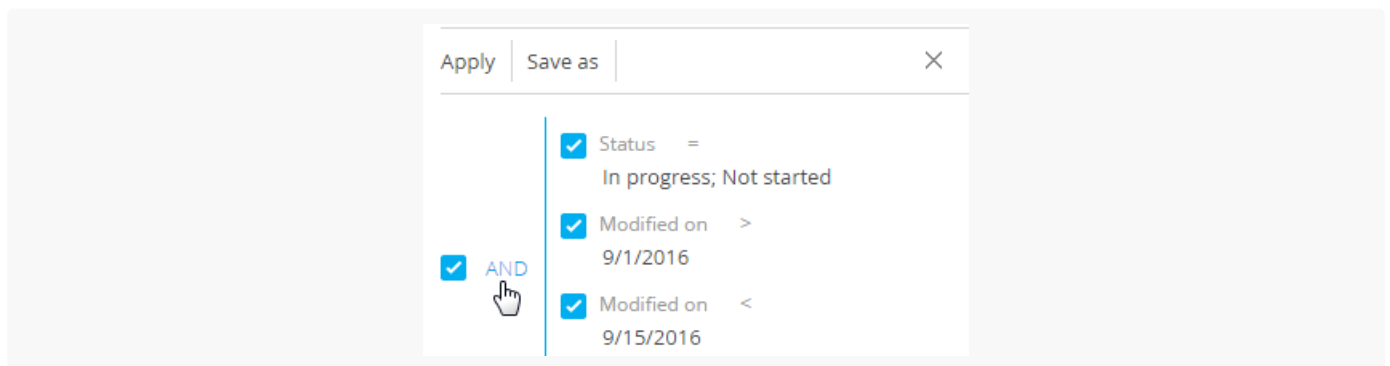 Apply Save as
Status =
In progress; Not started
Modified on >
9/1/2016
AND
Modified on <
9/15/2016